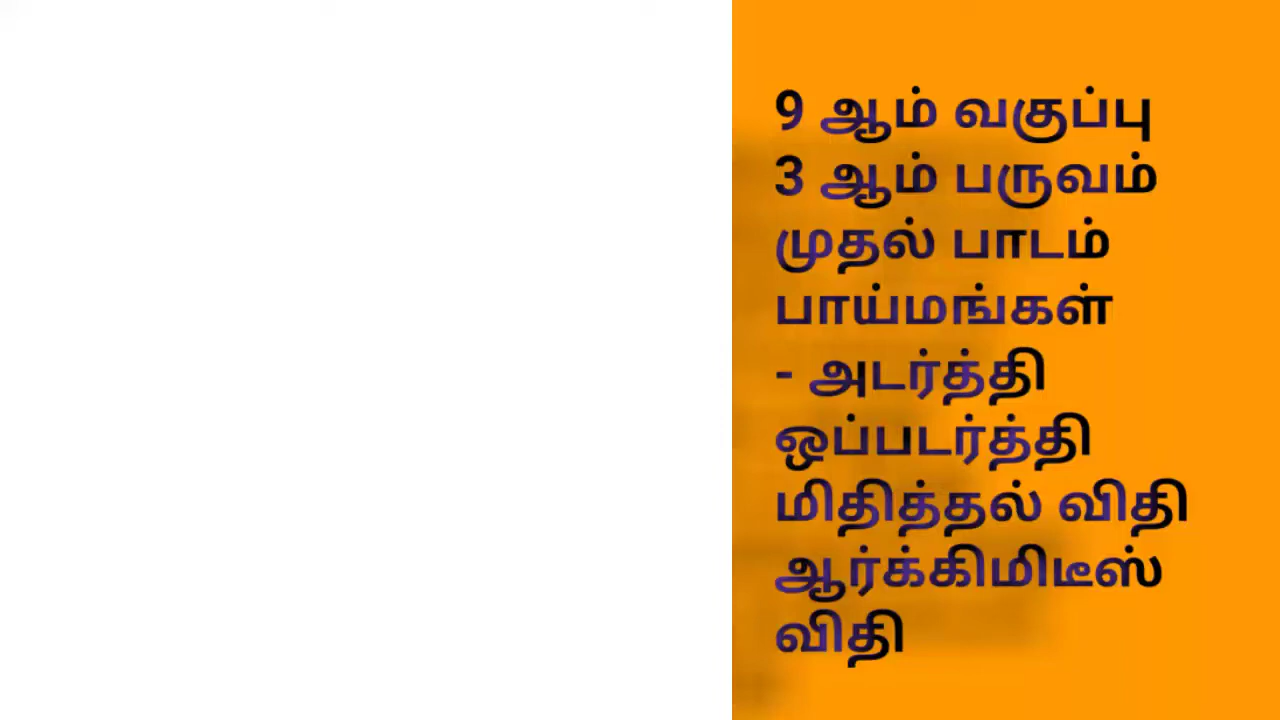 9 ஆம் வகுப்பு
3 ஆம் பருவம்
முதல் பாடம்
பாய்மங்கள்
- அடர்த்தி
ஒப்படர்த்தி
மிதித்தல் விதி
ஆர்க்கிமிடீஸ்
விதி